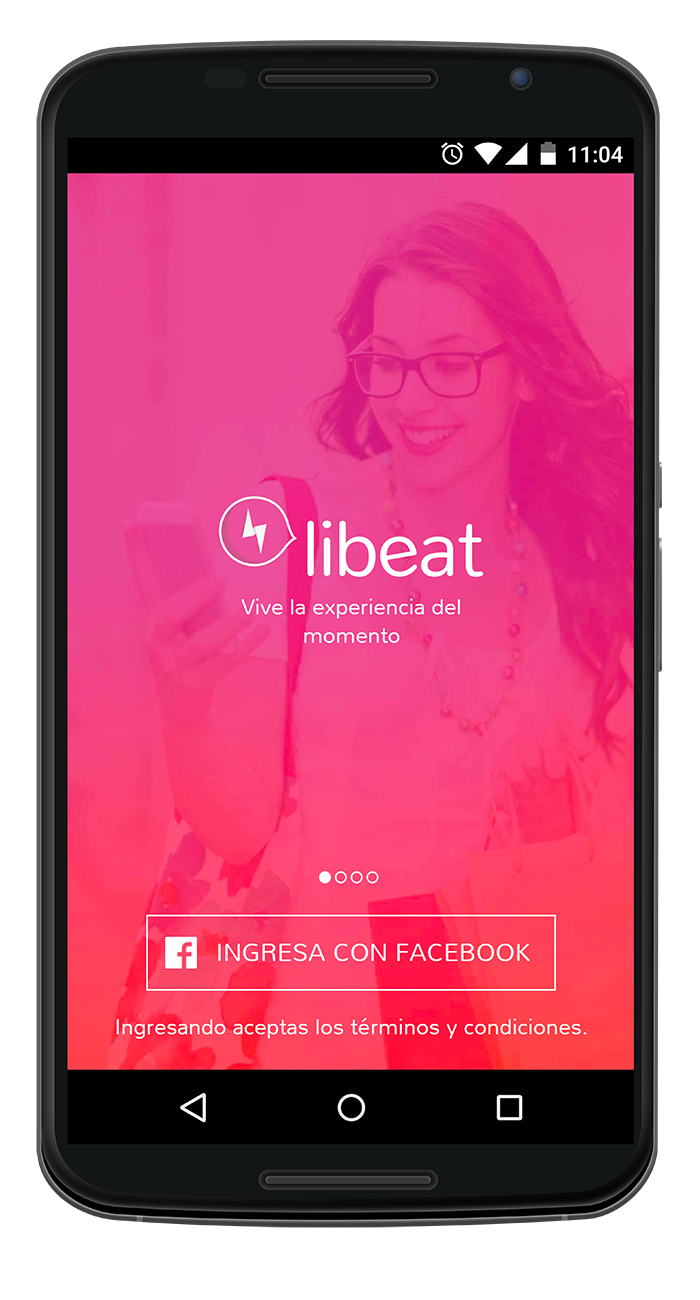 11:04
libeat
Vive la experiencia del
momento
INGRESA CON FACEBOOK
Ingresando aceptas los términos y condiciones.